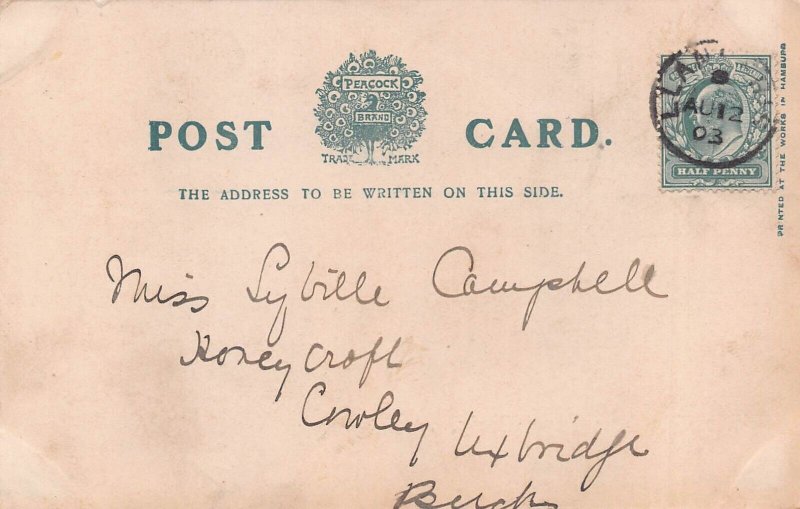 PEACOCK
BRAND
TRADE MARK
POST CARD.
THE ADDRESS TO BE WRITTEN ON THIS SIDE.
AU 12
03
HALF PENNY
PRINTED AT THE WORKS IN HAMBURG
Miss Sybille Campbell
Honeycroft
Cowley Uxbridge